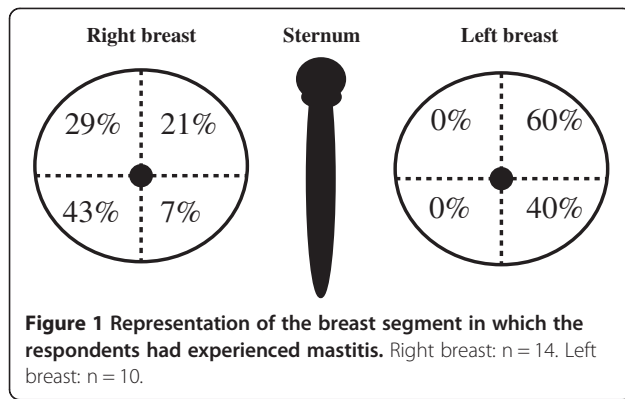 Right breast Sternum Left breast
29% 21% 0% 60%
43% 7% 0% 40%
Figure 1 Representation of the breast segment in which the
respondents had experienced mastitis. Right breast: n = 14. Left
breast: n = 10.